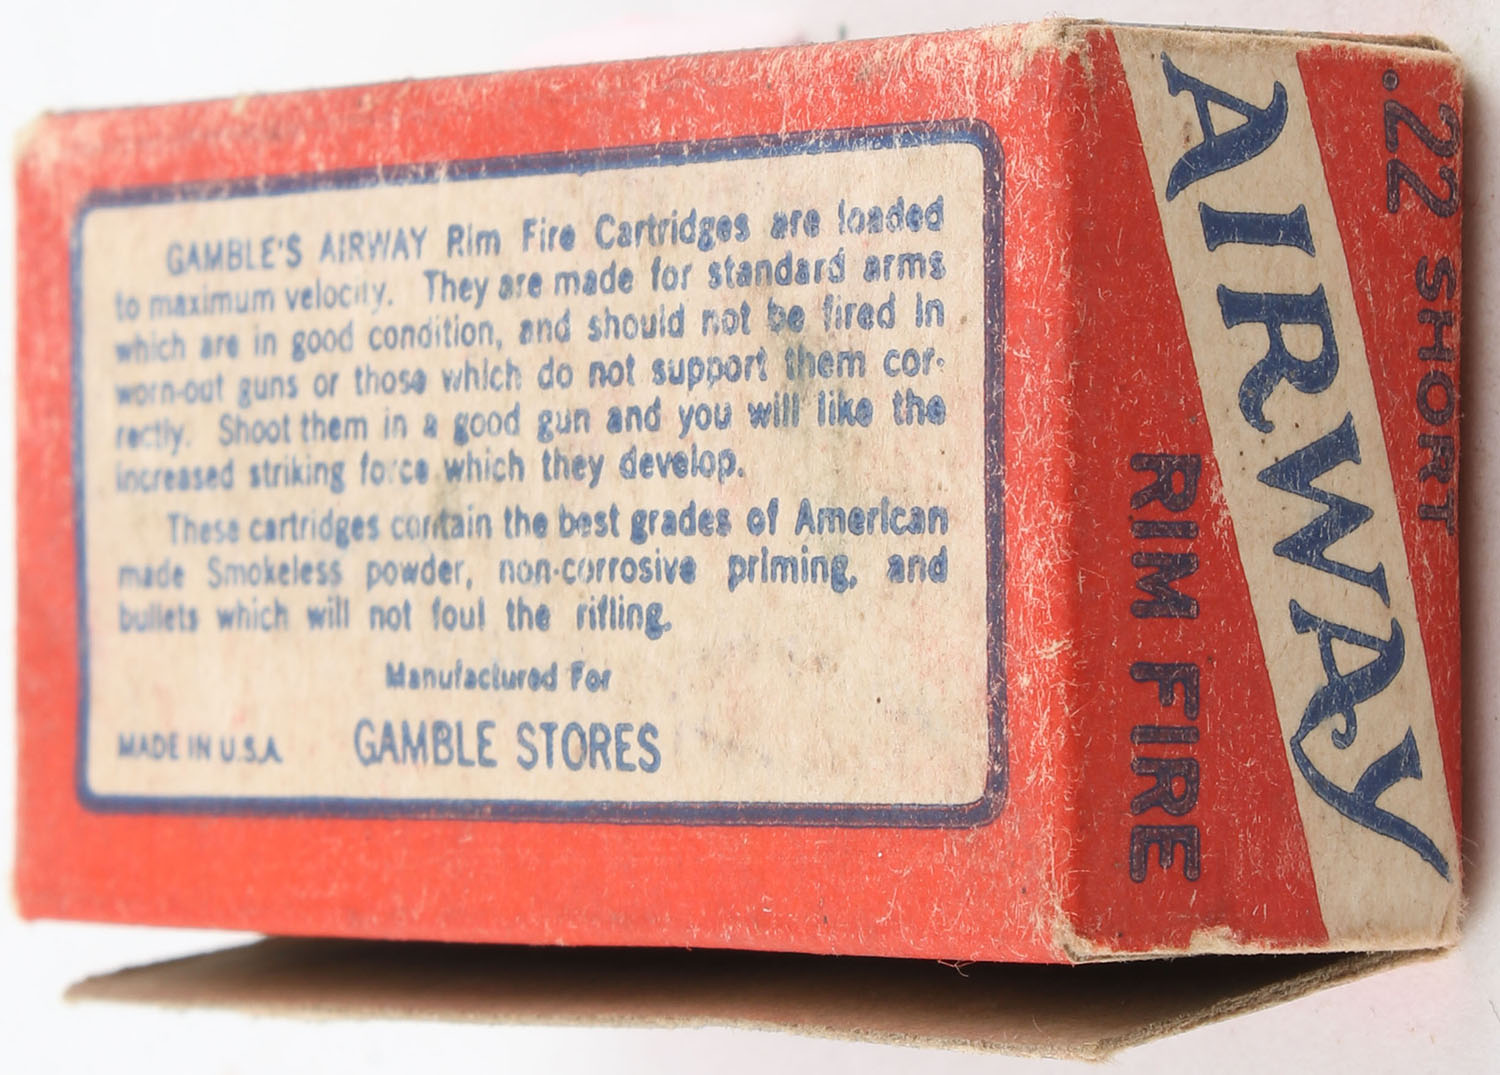 GAMBLE'S AIRWAY Rim Fire Cartridges are loaded
to maximum velocity. They are made for standard arms
which are in good condition, and should not be fired in
worn-out guns or those which do not support them cor-
rectly. Shoot them in a good gun and you will like the
increased striking force which they develop.
These cartridges contain the best grades of American
made Smokeless powder, non-corrosive priming, and
bullets which will not foul the rifling.
Manufactured For
MADE IN U.S.A. GAMBLE STORES
.22 SHORT
AIRWAY
RIM FIRE